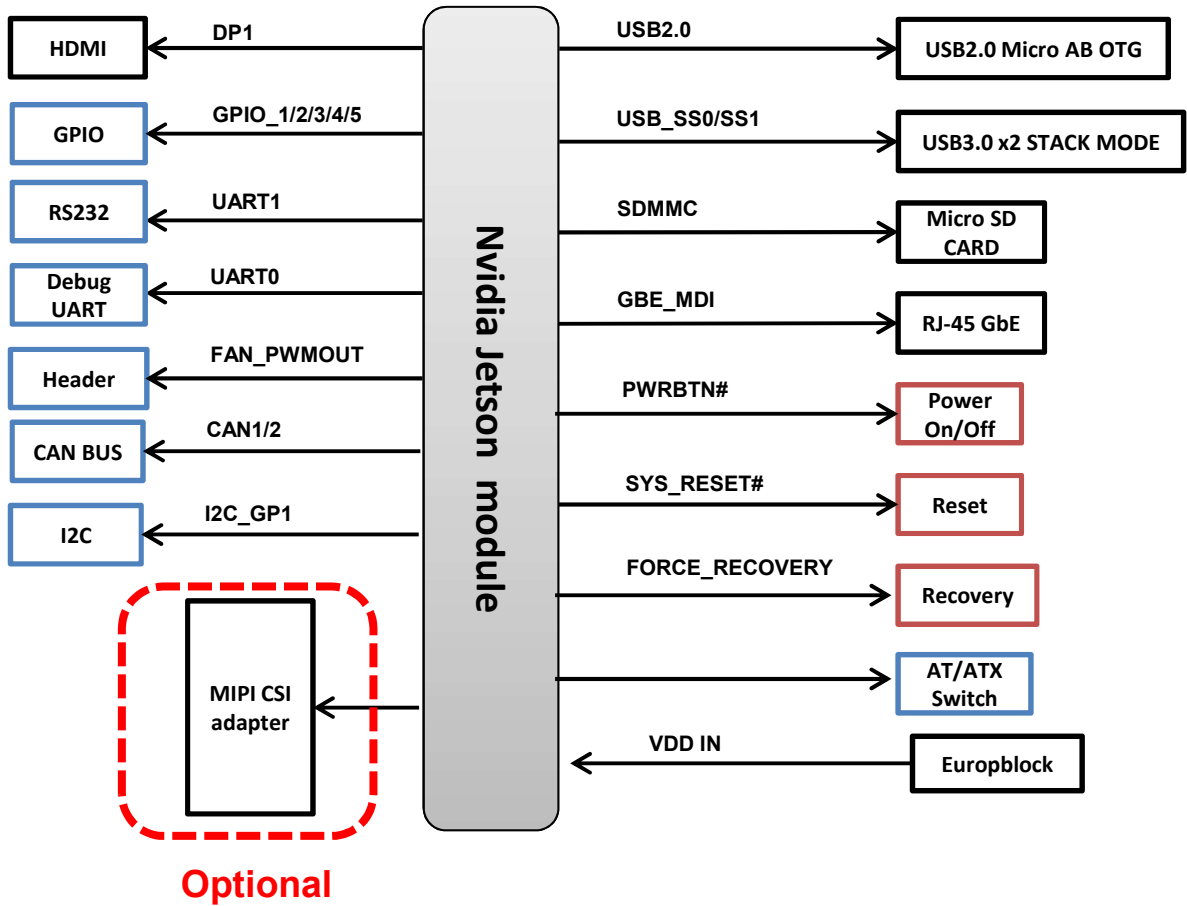 HDMI
DP1
GPIO
GPIO_1/2/3/4/5
RS232
UART1
Debug
UART
UART0
Header
FAN_PWMOUT
CAN BUS
CAN1/2
I2C
I2C_GP1
MIPI CSI
adapter
Optional
Nvidia Jetson module
USB2.0
USB2.0 Micro AB OTG
USB_SS0/SS1
USB3.0 x2 STACK MODE
SDMMC
Micro SD
CARD
GBE_MDI
RJ-45 GbE
PWRBTN#
Power
On/Off
SYS_RESET#
Reset
FORCE_RECOVERY
Recovery
AT/ATX
Switch
VDD IN
Europblock